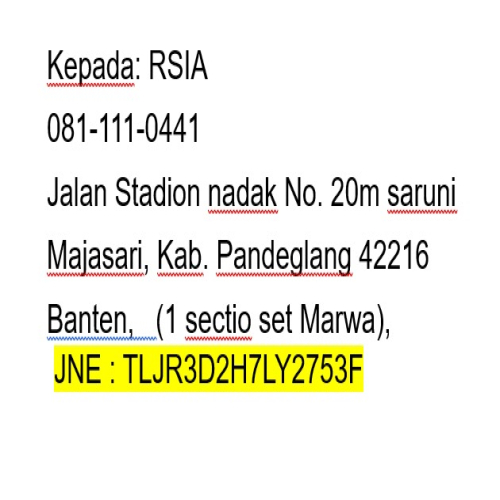 Kepada: RSIA
081-111-0441
Jalan Stadion nadak No. 20m saruni
Majasari, Kab. Pandeglang 42216
Banten, (1 sectio set Marwa),
JNE : TLJR3D2H7LY2753F